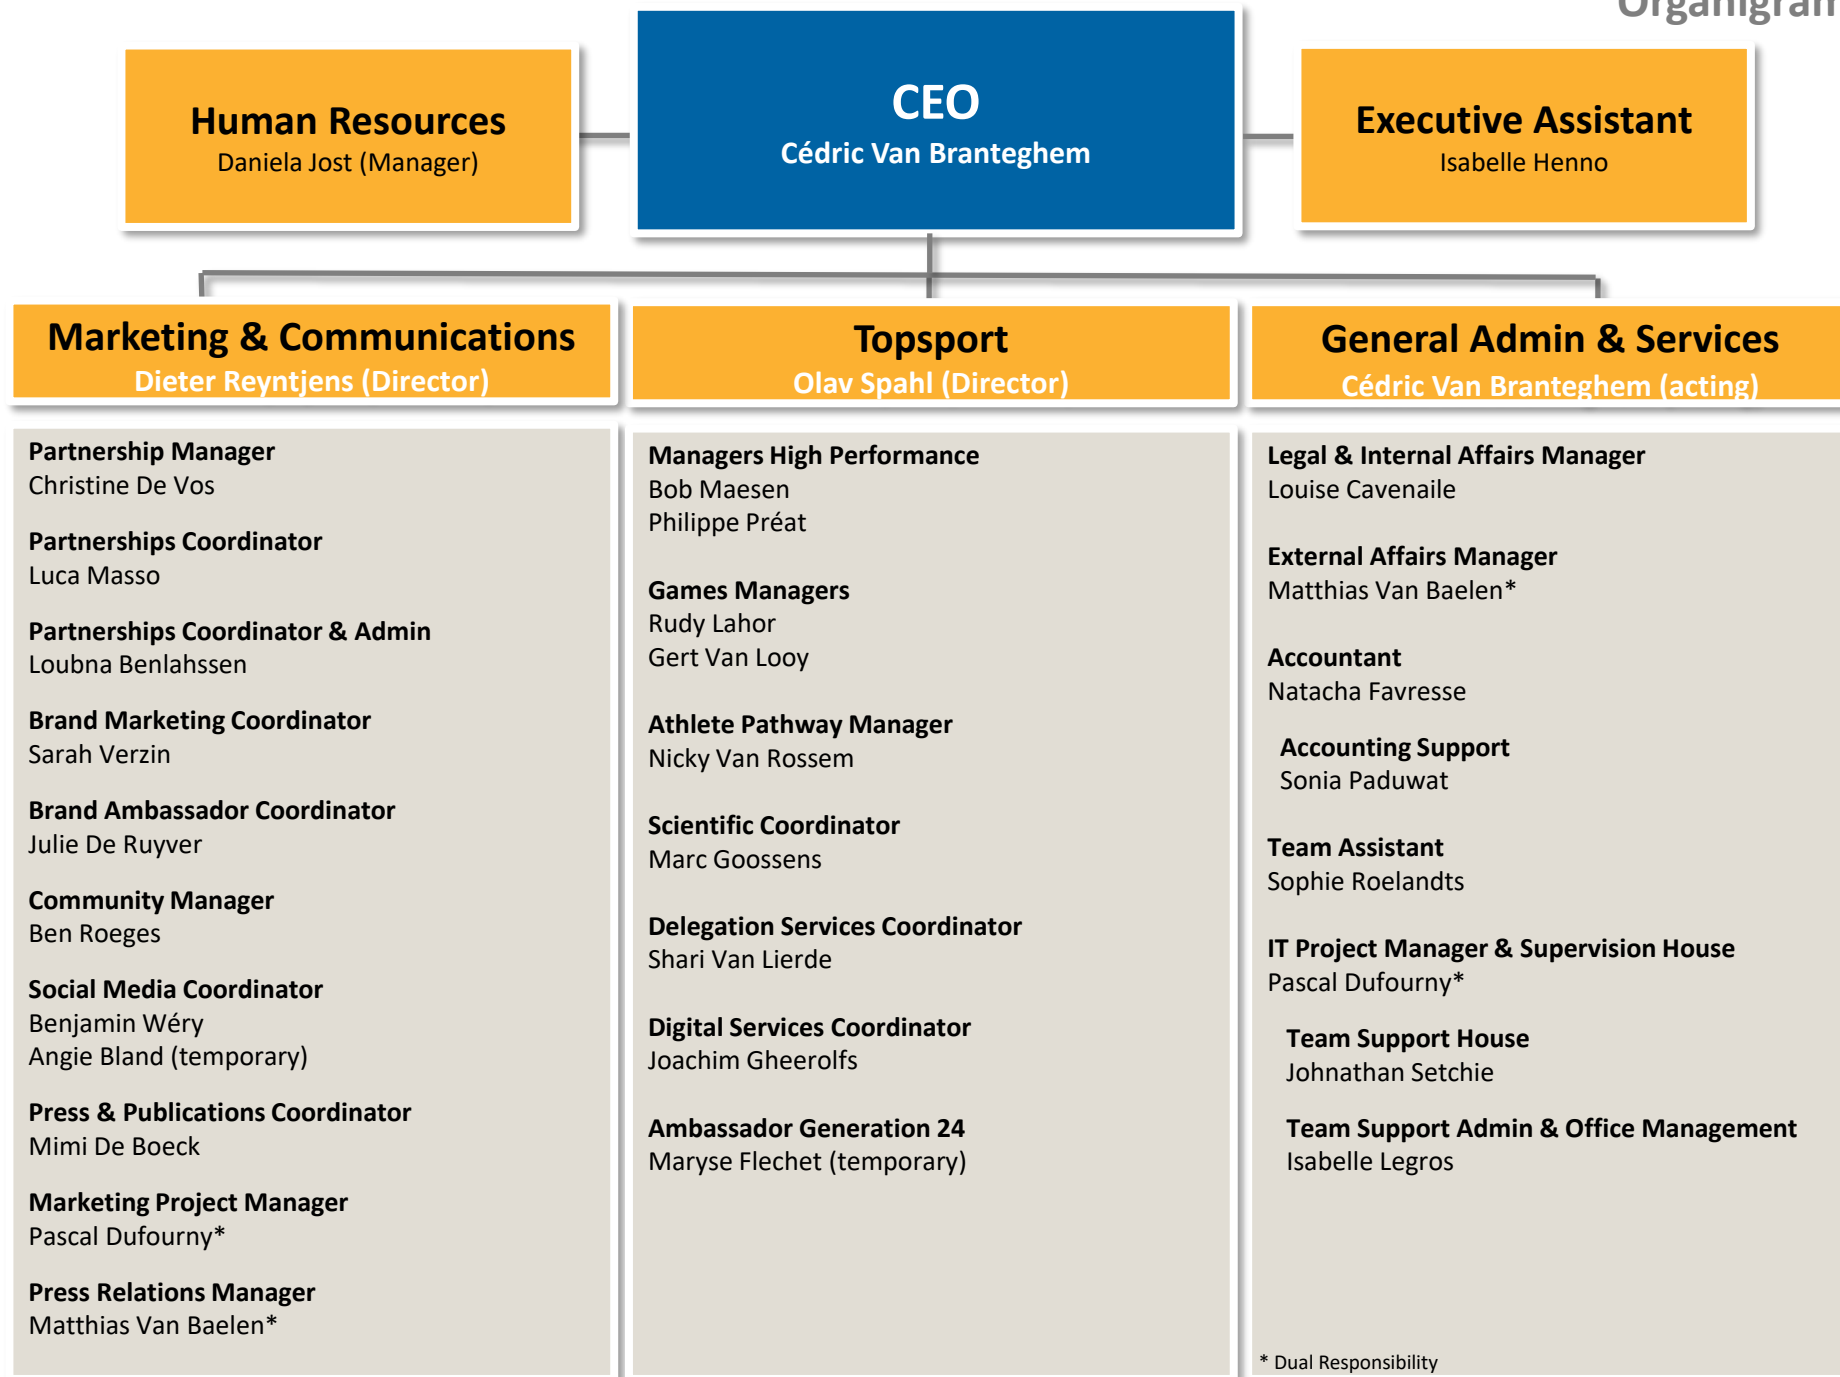 Organigram
Human Resources
Daniela Jost (Manager)
CEO
Cédric Van Branteghem
Executive Assistant
Isabelle Henno
Marketing & Communications
Dieter Reyntjens (Director)
Partnership Manager
Christine De Vos
Partnerships Coordinator
Luca Masso
Partnerships Coordinator & Admin
Loubna Benlahssen
Brand Marketing Coordinator
Sarah Verzin
Brand Ambassador Coordinator
Julie De Ruyver
Community Manager
Ben Roeges
Social Media Coordinator
Benjamin Wéry
Angie Bland (temporary)
Press & Publications Coordinator
Mimi De Boeck
Marketing Project Manager
Pascal Dufourny*
Press Relations Manager
Matthias Van Baelen*
Topsport
Olav Spahl (Director)
Managers High Performance
Bob Maesen
Philippe Préat
Games Managers
Rudy Lahor
Gert Van Looy
Athlete Pathway Manager
Nicky Van Rossem
Scientific Coordinator
Marc Goossens
Delegation Services Coordinator
Shari Van Lierde
Digital Services Coordinator
Joachim Gheerolfs
Ambassador Generation 24
Maryse Flechet (temporary)
General Admin & Services
Cédric Van Branteghem (acting)
Legal & Internal Affairs Manager
Louise Cavenaile
External Affairs Manager
Matthias Van Baelen*
Accountant
Natacha Favresse
Accounting Support
Sonia Paduwat
Team Assistant
Sophie Roelandts
IT Project Manager & Supervision House
Pascal Dufourny*
Team Support House
Johnathan Setchie
Team Support Admin & Office Management
Isabelle Legros
* Dual Responsibility